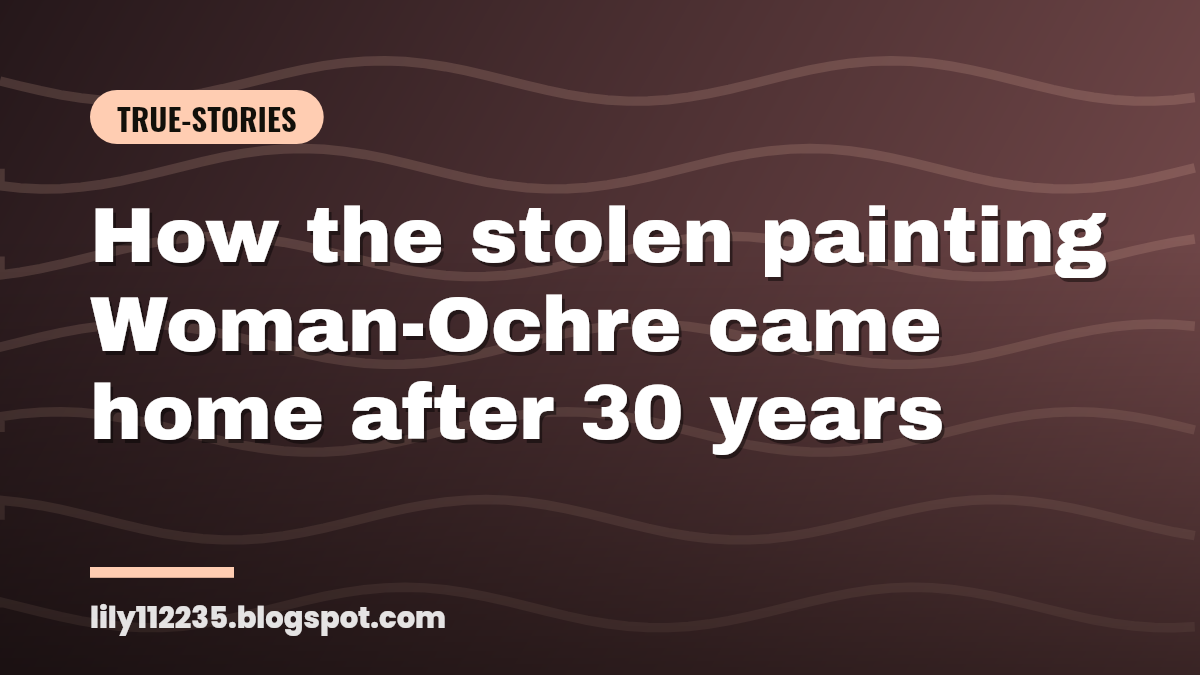 TRUE-STORIES
How the stolen painting
Woman-Ochre came
home after 30 years
lily112235.blogspot.com